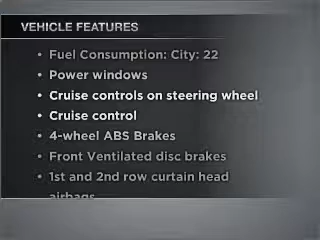 VEHICLE FEATURES
• Fuel Consumption: City: 22
• Power windows
• Cruise controls on steering wheel
• Cruise control
• 4-wheel ABS Brakes
• Front Ventilated disc brakes
• 1st and 2nd row curtain head
airbags